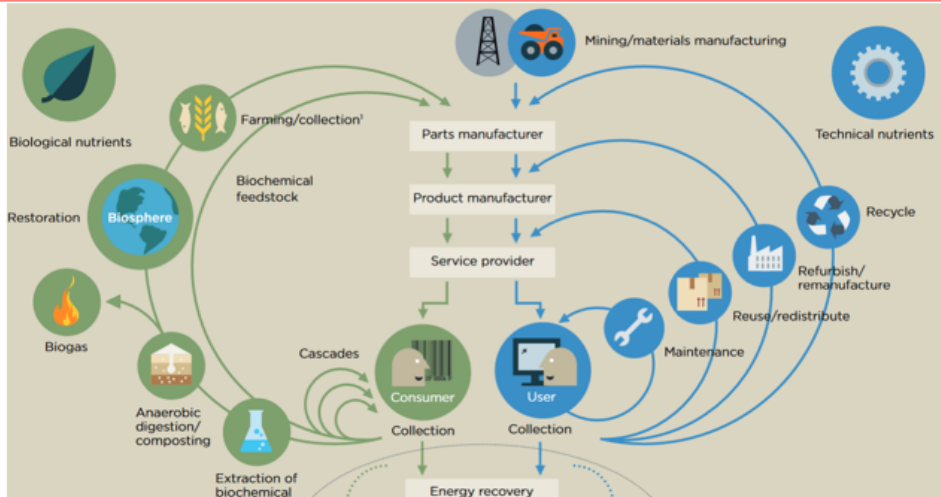 Mining/materials manufacturing
Biological nutrients
Farming/collection¹
Parts manufacturer
Technical nutrients
Biochemical
feedstock
Product manufacturer
Restoration
Biosphere
Recycle
Service provider
Refurbish/
remanufacture
Reuse/redistribute
Biogas
Cascades
Maintenance
Consumer
User
Anaerobic
digestion/
composting
Collection
Collection
Extraction of
biochemical
Energy recovery